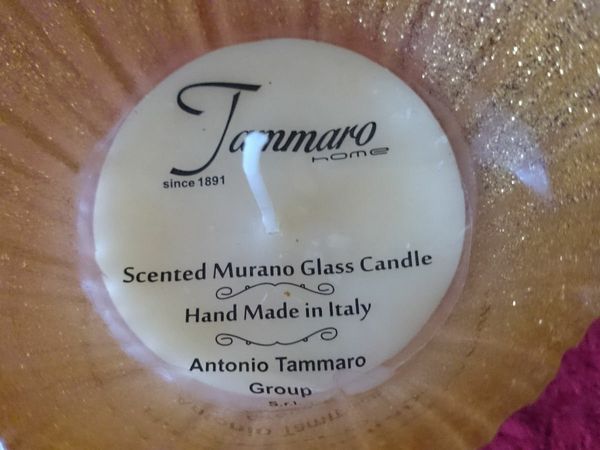 Tammaro
home
since 1891
Scented Murano Glass Candle
Hand Made in Italy
Antonio Tammaro
Group
S.r.l.